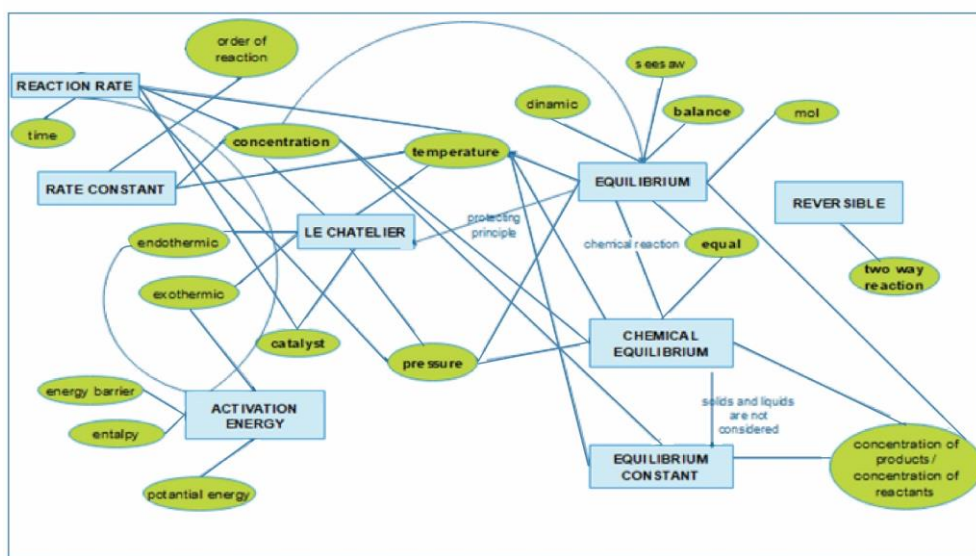 order of
reaction
REACTION RATE
seesaw
dinamic
balance
mol
time
concentration
temperature
RATE CONSTANT
EQUILIBRIUM
REVERSIBLE
LE CHATELIER
protecting
principle
endothermic
chemical reaction
equal
two way
reaction
exothermic
catalyst
pressure
CHEMICAL
EQUILIBRIUM
energy barrier
ACTIVATION
ENERGY
entalpy
solids and liquids
are not
considered
EQUILIBRIUM
CONSTANT
concentration of
products/
concentration of
reactants
potantial energy